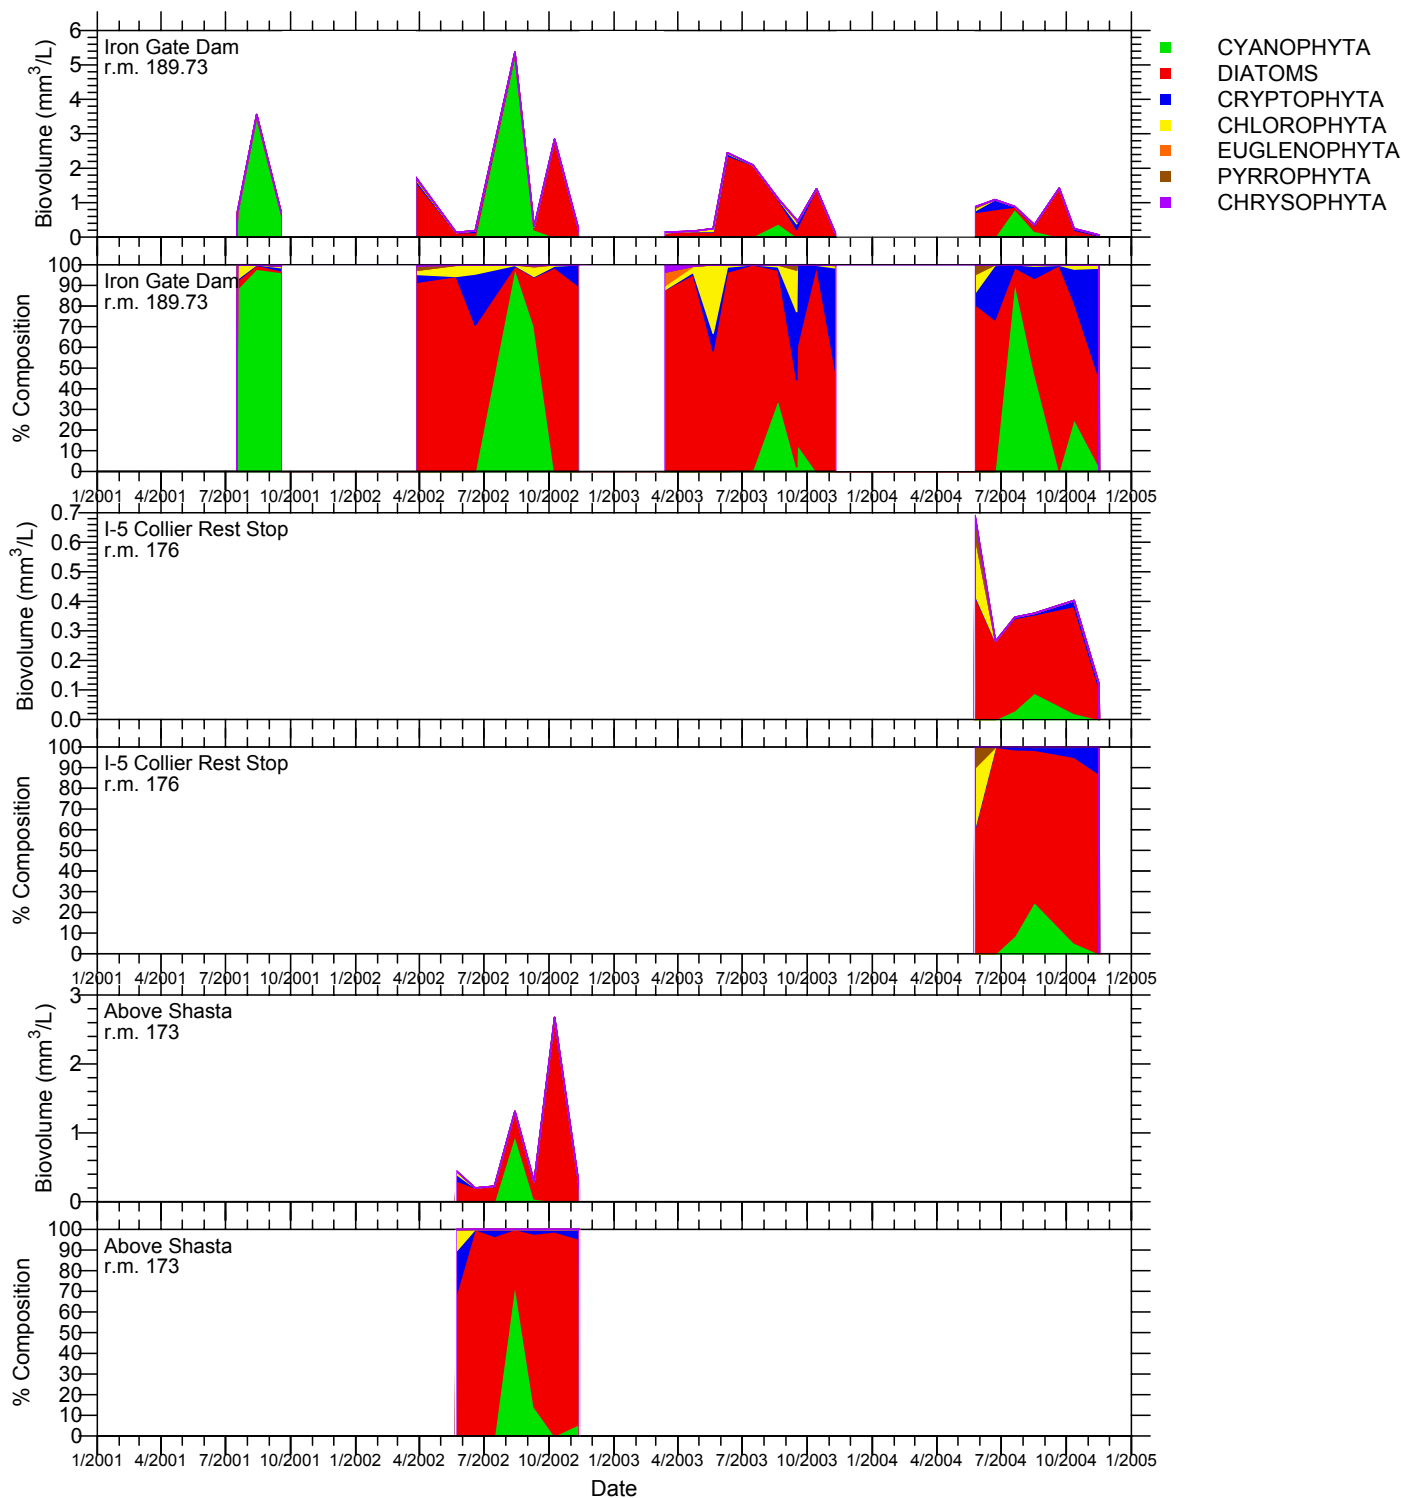 Biovolume (mm³/L)
6
5
4
3
2
1
0
Iron Gate Dam
r.m. 189.73
CYANOPHYTA
DIATOMS
CRYPTOPHYTA
CHLOROPHYTA
EUGLENOPHYTA
PYRROPHYTA
CHRYSOPHYTA
% Composition
100
90
80
70
60
50
40
30
20
10
0
Iron Gate Dam
r.m. 189.73
1/2001 4/2001 7/2001 10/2001 1/2002 4/2002 7/2002 10/2002 1/2003 4/2003 7/2003 10/2003 1/2004 4/2004 7/2004 10/2004 1/2005
Biovolume (mm³/L)
0.7
0.6
0.5
0.4
0.3
0.2
0.1
0.0
I-5 Collier Rest Stop
r.m. 176
% Composition
100
90
80
70
60
50
40
30
20
10
0
I-5 Collier Rest Stop
r.m. 176
1/2001 4/2001 7/2001 10/2001 1/2002 4/2002 7/2002 10/2002 1/2003 4/2003 7/2003 10/2003 1/2004 4/2004 7/2004 10/2004 1/2005
Biovolume (mm³/L)
3
2
1
0
Above Shasta
r.m. 173
% Composition
100
90
80
70
60
50
40
30
20
10
0
Above Shasta
r.m. 173
1/2001 4/2001 7/2001 10/2001 1/2002 4/2002 7/2002 10/2002 1/2003 4/2003 7/2003 10/2003 1/2004 4/2004 7/2004 10/2004 1/2005
Date